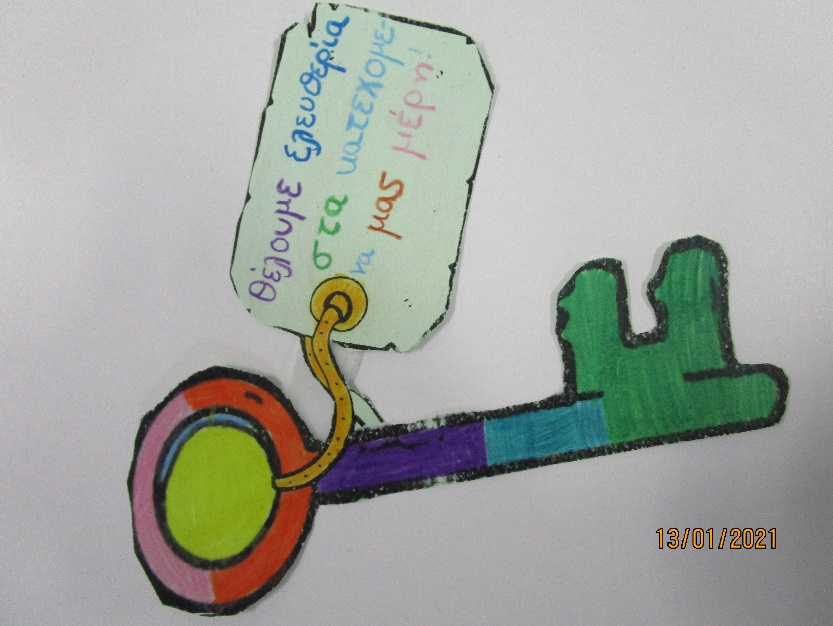 θέλουμε ελευθερία
στα κατεχόμε-
να μας μέρη!
13/01/2021